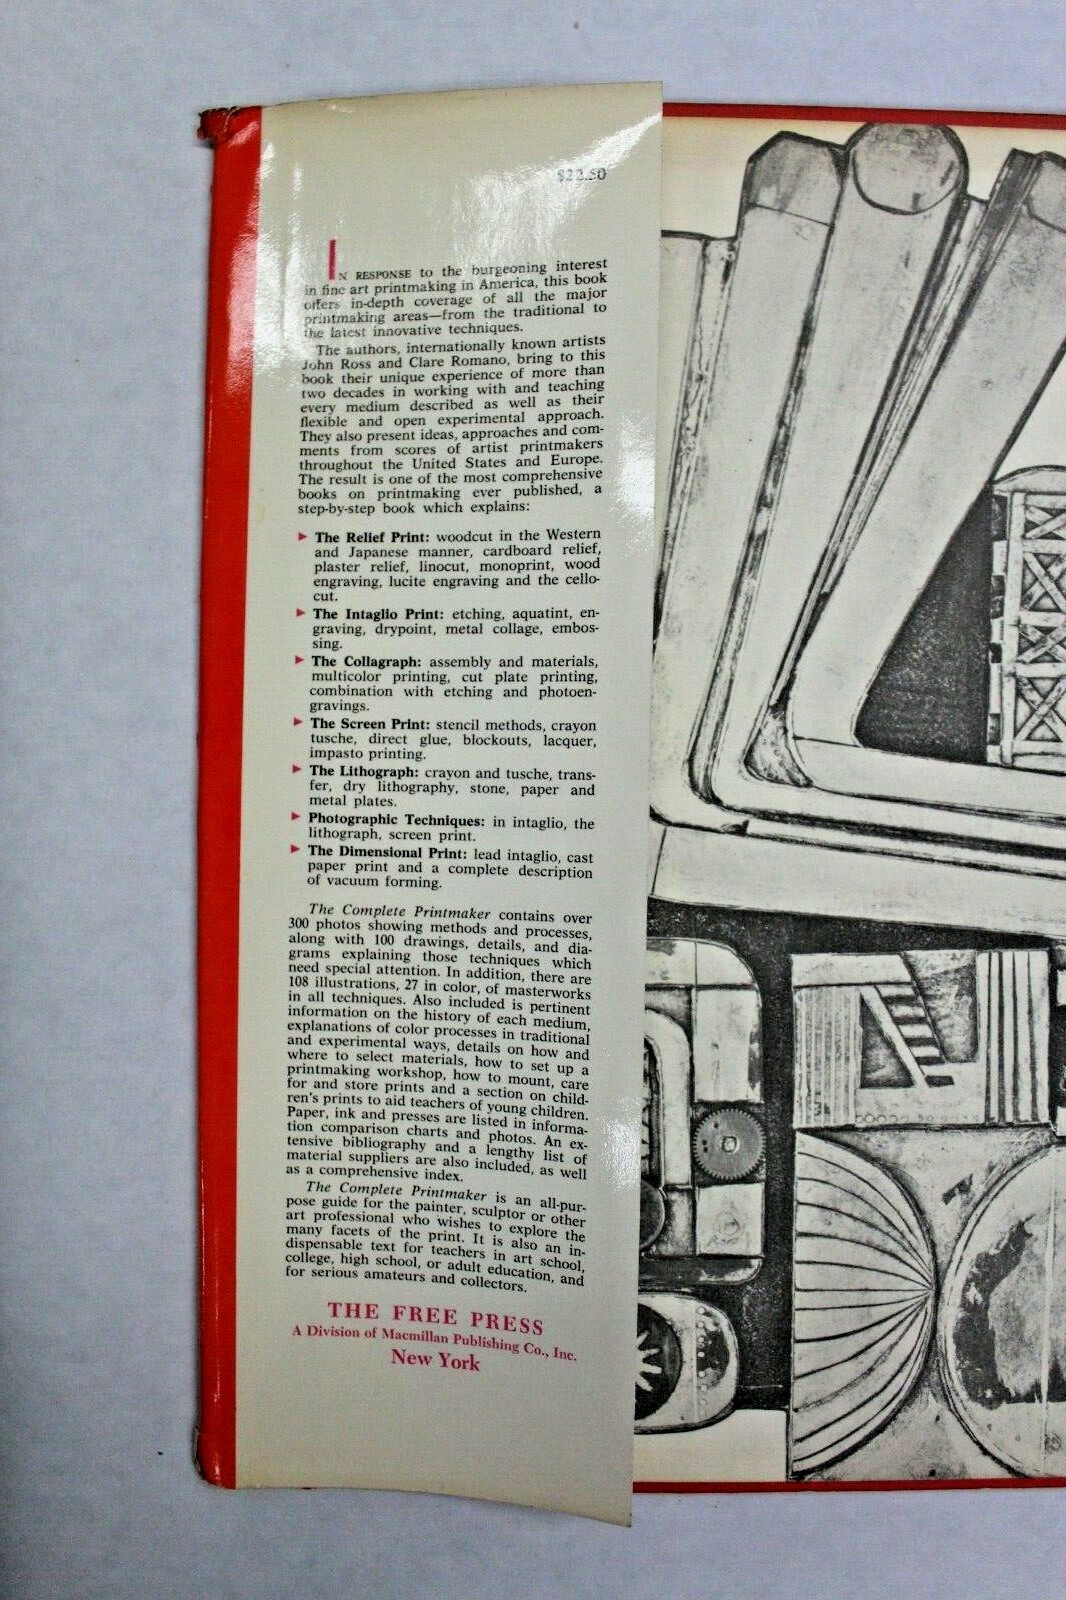 $22.50
IN RESPONSE to the burgeoning interest
in fine art printmaking in America, this book
offers in-depth coverage of all the major
printmaking areas—from the traditional to
the latest innovative techniques.
The authors, internationally known artists
John Ross and Clare Romano, bring to this
book their unique experience of more than
two decades in working with and teaching
every medium described as well as their
flexible and open experimental approach.
They also present ideas, approaches and com-
ments from scores of artist printmakers
throughout the United States and Europe.
The result is one of the most comprehensive
books on printmaking ever published, a
step-by-step book which explains:
▶ The Relief Print: woodcut in the Western
and Japanese manner, cardboard relief,
plaster relief, linocut, monoprint, wood
engraving, lucite engraving and the cello-
cut.
▶ The Intaglio Print: etching, aquatint, en-
graving, drypoint, metal collage, embos-
sing.
▶ The Collagraph: assembly and materials,
multicolor printing, cut plate printing,
combination with etching and photoen-
gravings.
▶ The Screen Print: stencil methods, crayon
tusche, direct glue, blockouts, lacquer,
impasto printing.
▶ The Lithograph: crayon and tusche, trans-
fer, dry lithography, stone, paper and
metal plates.
▶ Photographic Techniques: in intaglio, the
lithograph, screen print.
▶ The Dimensional Print: lead intaglio, cast
paper print and a complete description
of vacuum forming.
The Complete Printmaker contains over
300 photos showing methods and processes,
along with 100 drawings, details, and dia-
grams explaining those techniques which
need special attention. In addition, there are
108 illustrations, 27 in color, of masterworks
in all techniques. Also included is pertinent
information on the history of each medium,
explanations of color processes in traditional
and experimental ways, details on how and
where to select materials, how to set up a
printmaking workshop, how to mount, care
for and store prints and a section on child-
ren's prints to aid teachers of young children.
Paper, ink and presses are listed in informa-
tion comparison charts and photos. An ex-
tensive bibliography and a lengthy list of
material suppliers are also included, as well
as a comprehensive index.
The Complete Printmaker is an all-pur-
pose guide for the painter, sculptor or other
art professional who wishes to explore the
many facets of the print. It is also an in-
dispensable text for teachers in art school,
college, high school, or adult education, and
for serious amateurs and collectors.
THE FREE PRESS
A Division of Macmillan Publishing Co., Inc.
New York